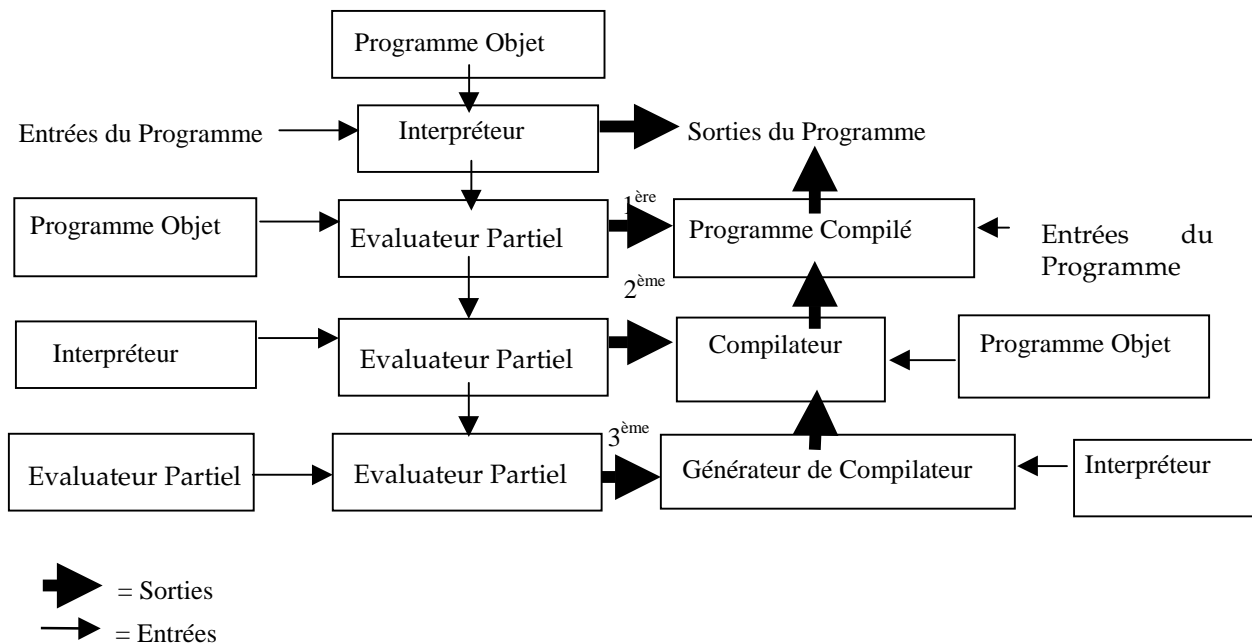 Programme Objet
Entrées du Programme
Interpréteur
Sorties du Programme
Programme Objet
Evaluateur Partiel
1ère
Programme Compilé
Entrées du
Programme
2ème
Interpréteur
Evaluateur Partiel
Compilateur
Programme Objet
3ème
Evaluateur Partiel
Evaluateur Partiel
Générateur de Compilateur
Interpréteur
= Sorties
= Entrées